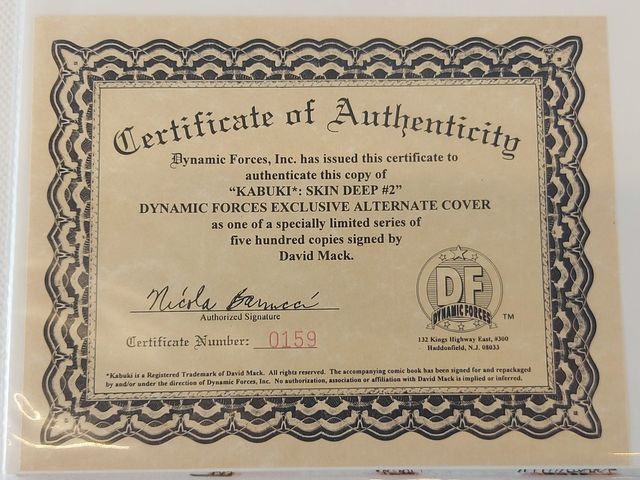 Certificate of Authenticity
Dynamic Forces, Inc. has issued this certificate to
authenticate this copy of
“KABUKI*: SKIN DEEP #2”
DYNAMIC FORCES EXCLUSIVE ALTERNATE COVER
as one of a specially limited series of
five hundred copies signed by
David Mack.
Nicola Barrucci
Authorized Signature
Certificate Number: 0159
DF
DYNAMIC FORCES
TM
132 Kings Highway East, #300
Haddonfield, N.J. 08033
*Kabuki is a Registered Trademark of David Mack. All rights reserved. The accompanying comic book has been signed for and repackaged
by and/or under the direction of Dynamic Forces, Inc. No authorization, association or affiliation with David Mack is implied or inferred.